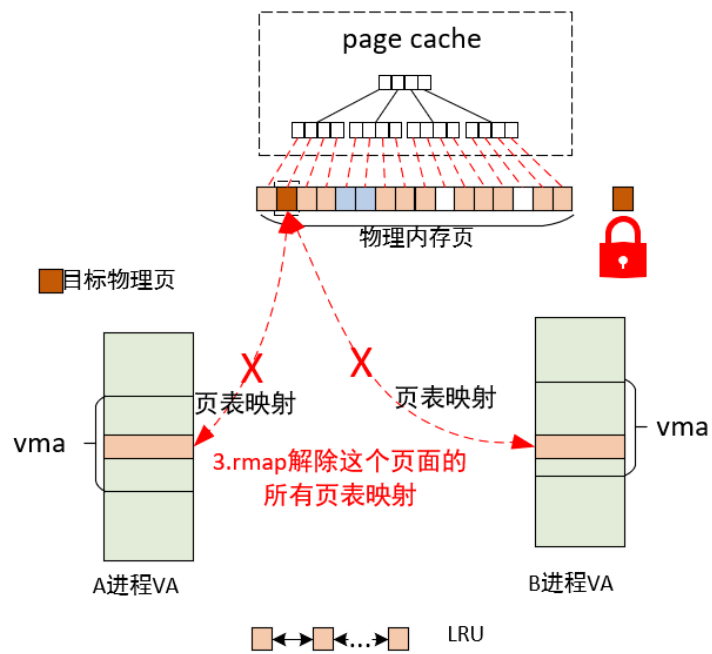 page cache
物理内存页
目标物理页
页表映射
页表映射
vma
vma
3.rmap解除这个页面的
所有页表映射
A进程VA
B进程VA
...
LRU